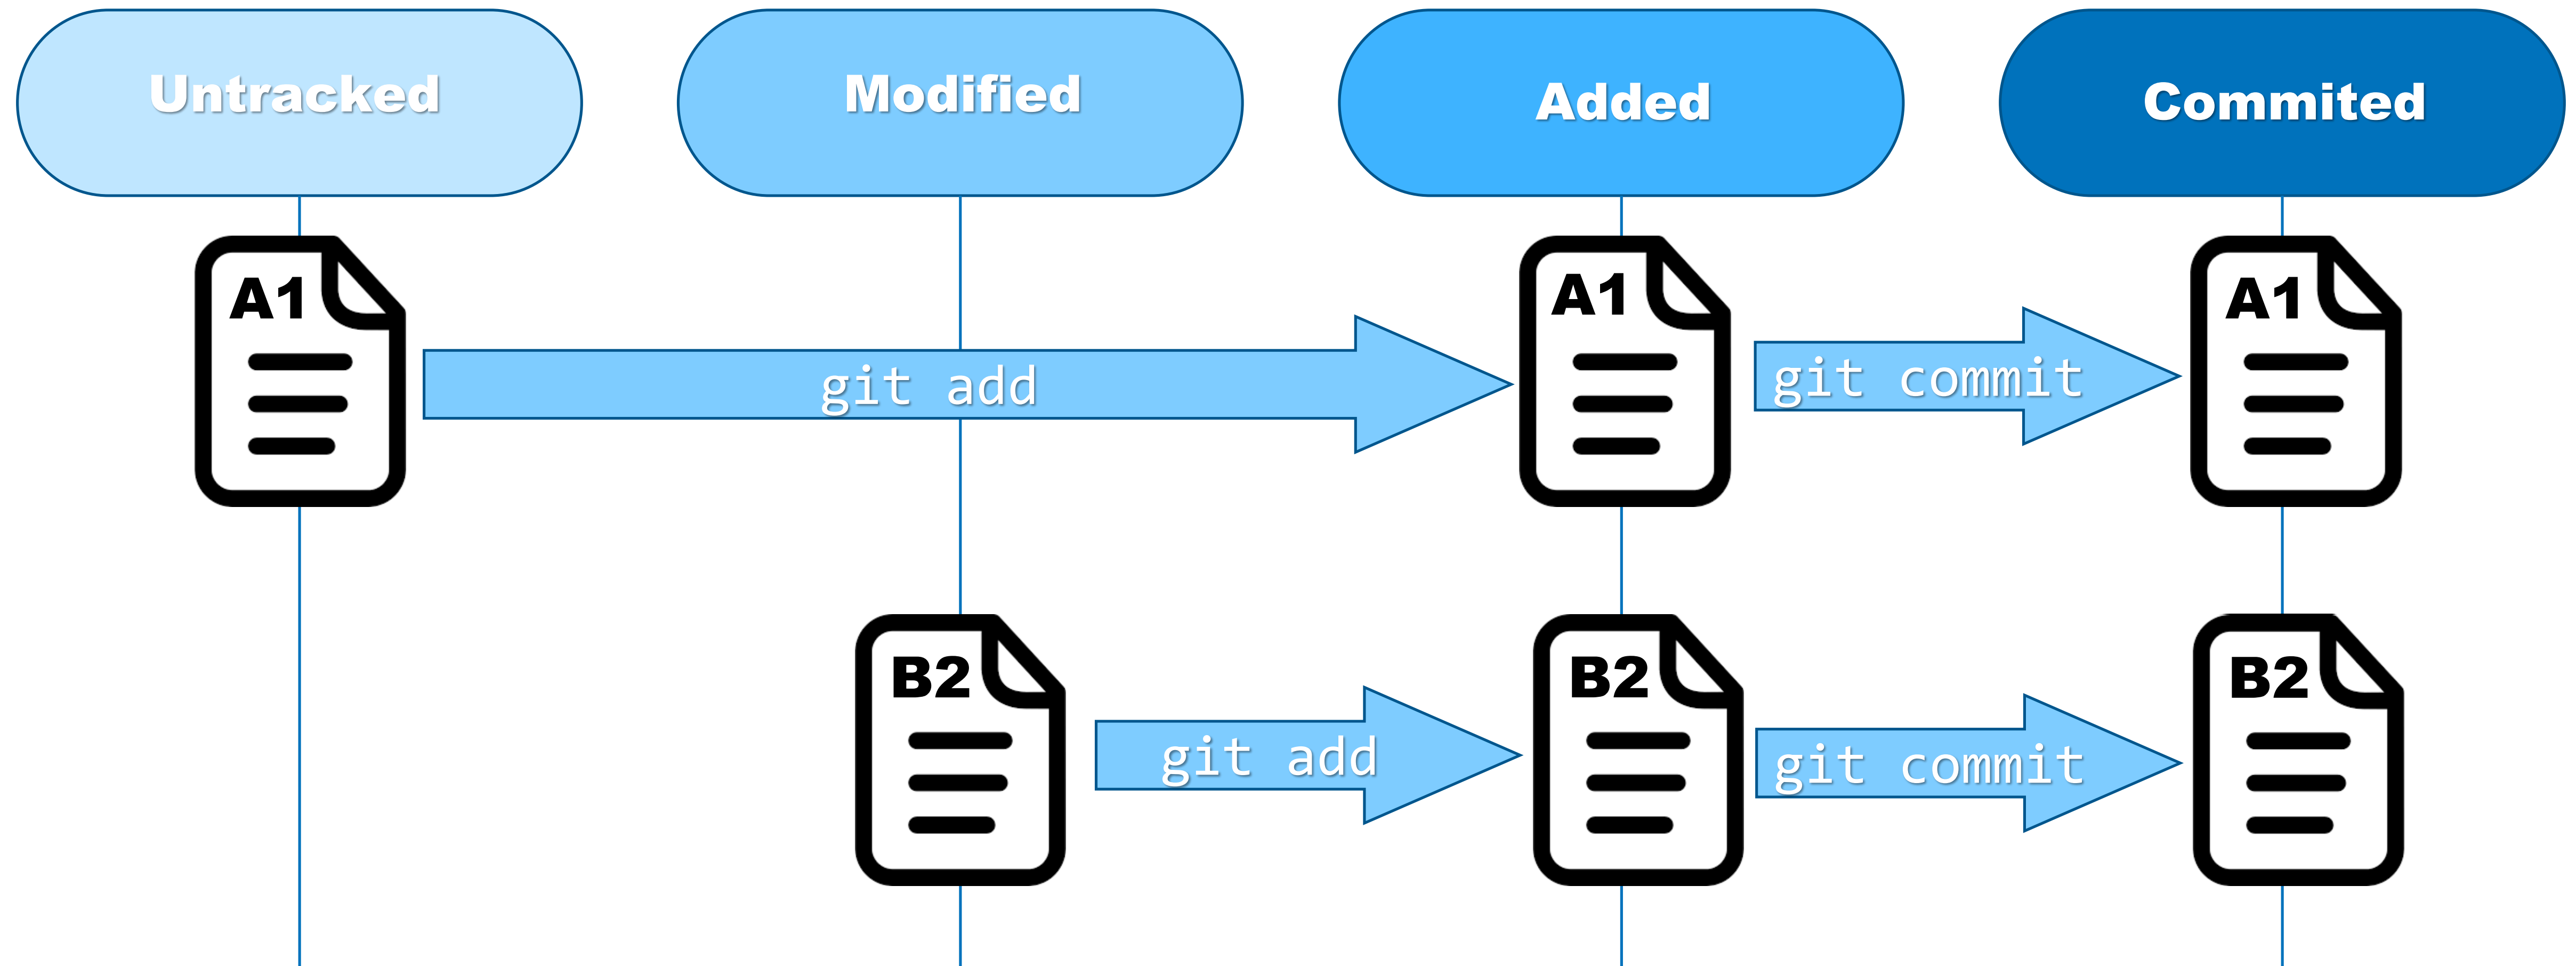 Untracked
Modified
Added
Commited
A1
git add
A1
git commit
A1
B2
git add
B2
git commit
B2